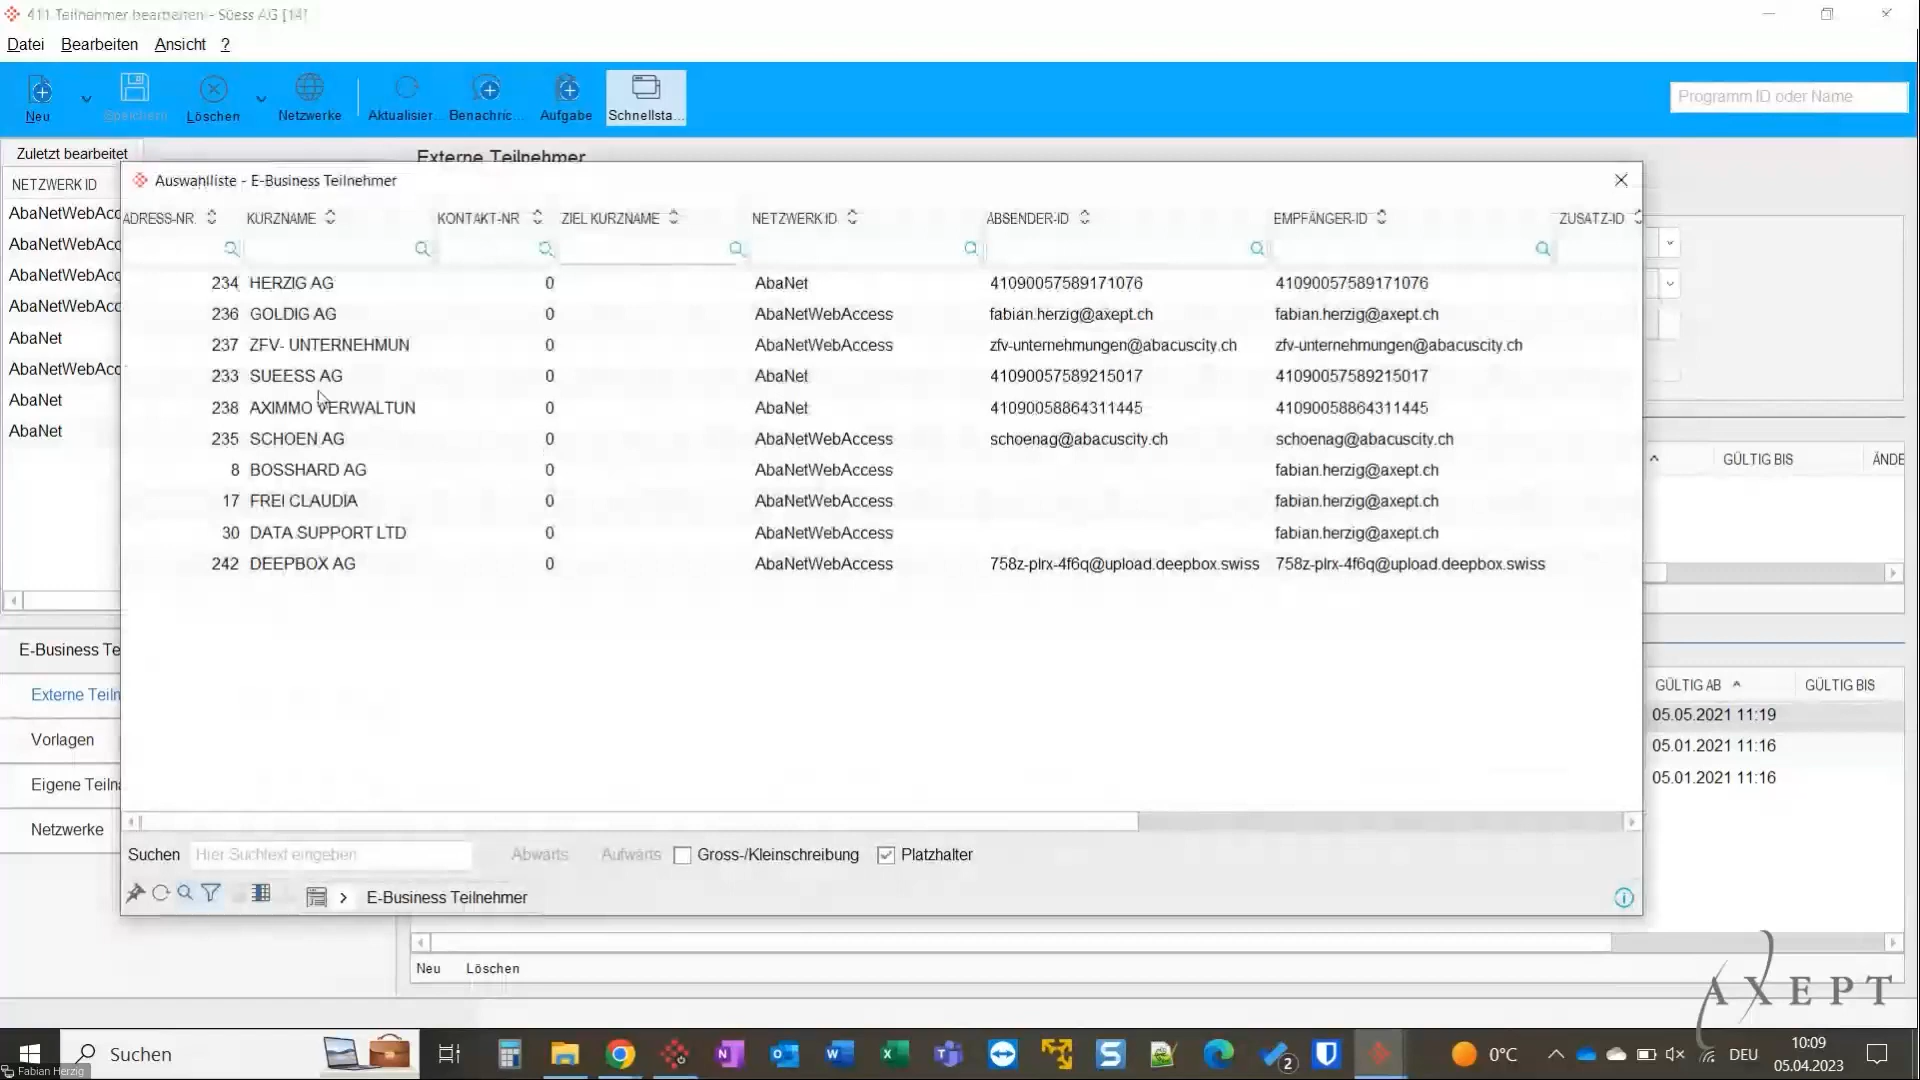 411 Teilnehmer bearbeiten - Süess AG [14]
Datei Bearbeiten Ansicht ?
Neu Speichern Löschen Netzwerke Aktualisier... Benachric... Aufgabe Schnellsta... Programm ID oder Name
Zuletzt bearbeitet
Externe Teilnehmer
NETZWERK ID
AbaNetWebAcc
AbaNetWebAcc
AbaNetWebAcc
AbaNetWebAcc
AbaNet
AbaNetWebAcc
AbaNet
AbaNet
Auswahlliste - E-Business Teilnehmer
ADRESS-NR. KURZNAME KONTAKT-NR ZIEL KURZNAME NETZWERK ID ABSENDER-ID EMPFÄNGER-ID ZUSATZ-ID
234 HERZIG AG 0 AbaNet 41090057589171076 41090057589171076
236 GOLDIG AG 0 AbaNetWebAccess fabian.herzig@axept.ch fabian.herzig@axept.ch
237 ZFV- UNTERNEHMUN 0 AbaNetWebAccess zfv-unternehmungen@abacuscity.ch zfv-unternehmungen@abacuscity.ch
233 SUEESS AG 0 AbaNet 41090057589215017 41090057589215017
238 AXIMMO VERWALTUN 0 AbaNet 41090058864311445 41090058864311445
235 SCHOEN AG 0 AbaNetWebAccess schoenag@abacuscity.ch schoenag@abacuscity.ch
8 BOSSHARD AG 0 AbaNetWebAccess fabian.herzig@axept.ch
17 FREI CLAUDIA 0 AbaNetWebAccess fabian.herzig@axept.ch
30 DATA SUPPORT LTD 0 AbaNetWebAccess fabian.herzig@axept.ch
242 DEEPBOX AG 0 AbaNetWebAccess 758z-plrx-4f6q@upload.deepbox.swiss 758z-plrx-4f6q@upload.deepbox.swiss
Suchen Hier Suchtext eingeben Abwärts Aufwärts Gross-/Kleinschreibung Platzhalter
E-Business Teilnehmer
GÜLTIG BIS ÄNDE
GÜLTIG AB GÜLTIG BIS
05.05.2021 11:19
05.01.2021 11:16
05.01.2021 11:16
E-Business Te
Externe Teiln
Vorlagen
Eigene Teilna
Netzwerke
Neu Löschen
AXEPT
Suchen 2 0°C DEU 10:09
05.04.2023
Fabian Herzig